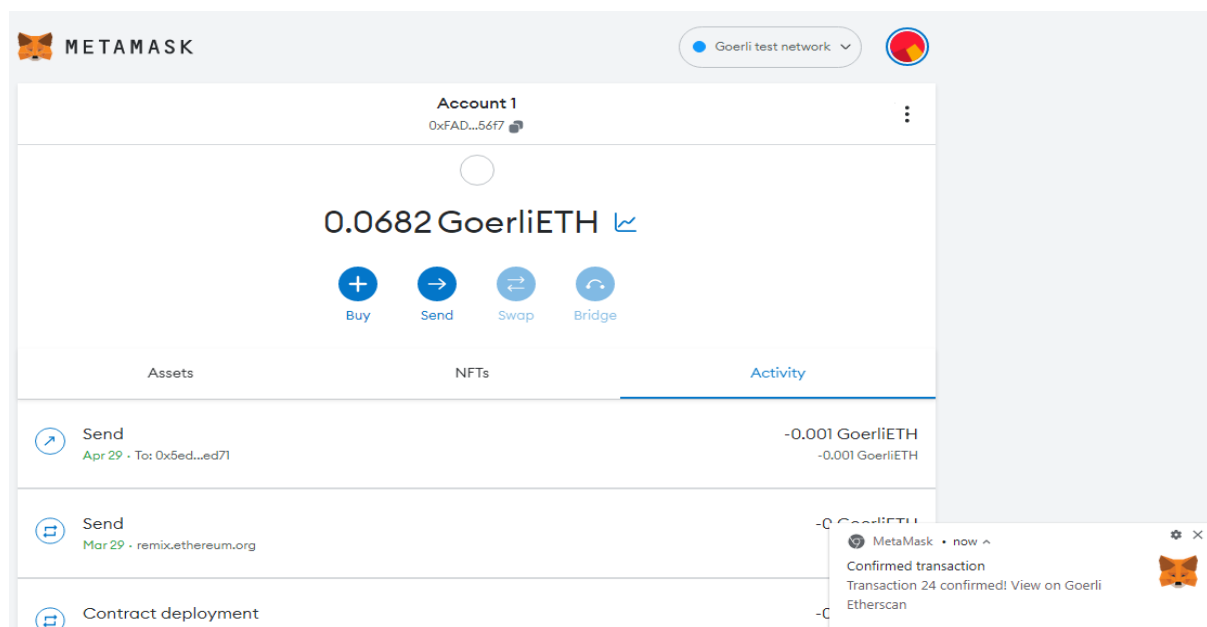 METAMASK
Goerli test network
Account 1
0xFAD...56f7
0.0682 GoerliETH
Buy
Send
Swap
Bridge
Assets
NFTs
Activity
Send
-0.001 GoerliETH
Apr 29 · To: 0x5ed...ed71
-0.001 GoerliETH
Send
Mar 29 · remix.ethereum.org
MetaMask • now
Confirmed transaction
Transaction 24 confirmed! View on Goerli
Etherscan
Contract deployment